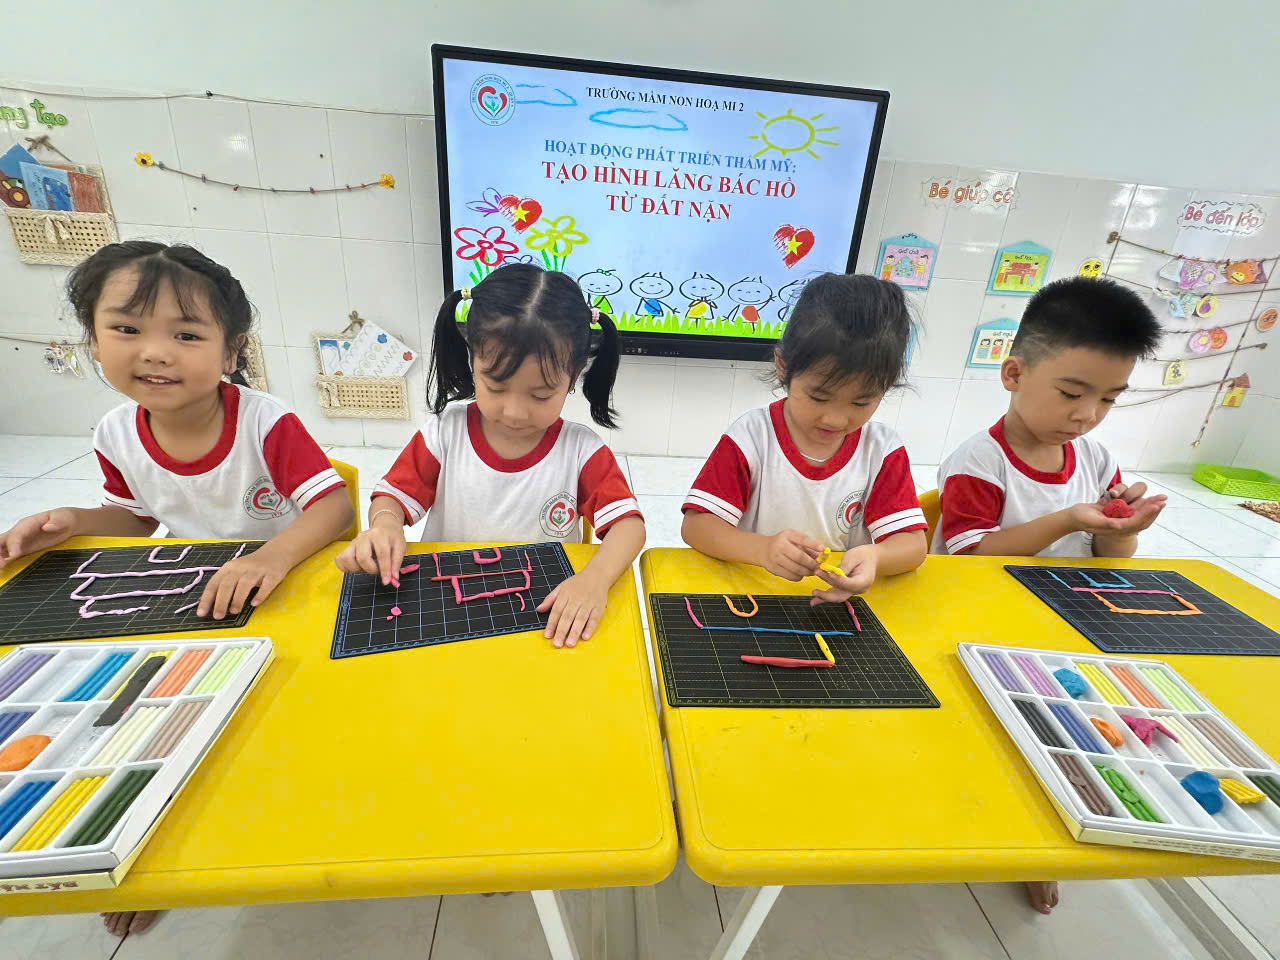 TRƯỜNG MẦM NON HOẠ MI 2
HOẠT ĐỘNG PHÁT TRIỂN THẨM MỸ:
TẠO HÌNH LĂNG BÁC HỒ
TỪ ĐẤT NẶN
tạo
Bé giúp cô
Bé đến lớp